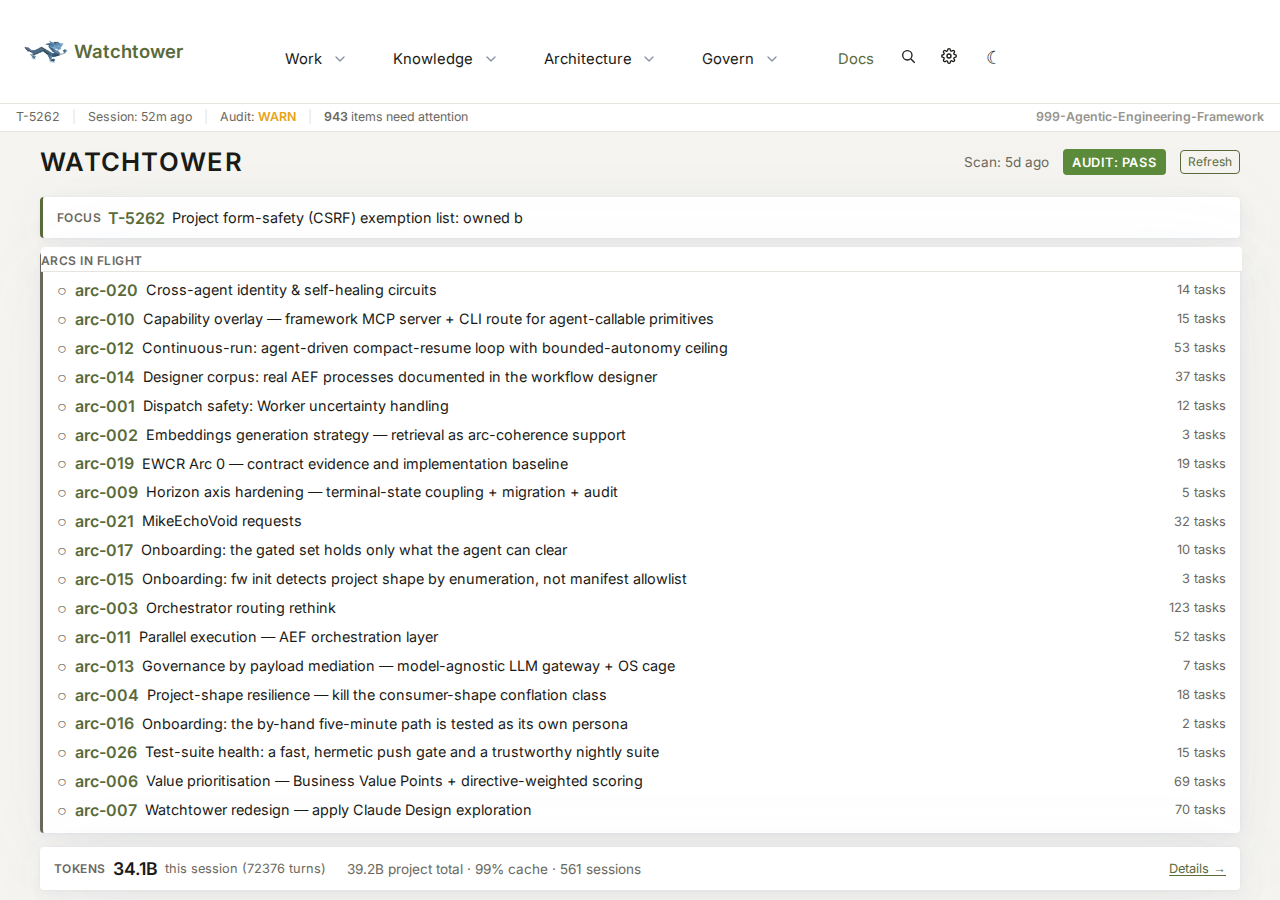 Watchtower
Work Knowledge Architecture Govern Docs
T-5262 Session: 52m ago Audit: WARN 943 items need attention 999-Agentic-Engineering-Framework
WATCHTOWER Scan: 5d ago AUDIT: PASS Refresh
FOCUS T-5262 Project form-safety (CSRF) exemption list: owned b
ARCS IN FLIGHT
○ arc-020 Cross-agent identity & self-healing circuits 14 tasks
○ arc-010 Capability overlay — framework MCP server + CLI route for agent-callable primitives 15 tasks
○ arc-012 Continuous-run: agent-driven compact-resume loop with bounded-autonomy ceiling 53 tasks
○ arc-014 Designer corpus: real AEF processes documented in the workflow designer 37 tasks
○ arc-001 Dispatch safety: Worker uncertainty handling 12 tasks
○ arc-002 Embeddings generation strategy — retrieval as arc-coherence support 3 tasks
○ arc-019 EWCR Arc 0 — contract evidence and implementation baseline 19 tasks
○ arc-009 Horizon axis hardening — terminal-state coupling + migration + audit 5 tasks
○ arc-021 MikeEchoVoid requests 32 tasks
○ arc-017 Onboarding: the gated set holds only what the agent can clear 10 tasks
○ arc-015 Onboarding: fw init detects project shape by enumeration, not manifest allowlist 3 tasks
○ arc-003 Orchestrator routing rethink 123 tasks
○ arc-011 Parallel execution — AEF orchestration layer 52 tasks
○ arc-013 Governance by payload mediation — model-agnostic LLM gateway + OS cage 7 tasks
○ arc-004 Project-shape resilience — kill the consumer-shape conflation class 18 tasks
○ arc-016 Onboarding: the by-hand five-minute path is tested as its own persona 2 tasks
○ arc-026 Test-suite health: a fast, hermetic push gate and a trustworthy nightly suite 15 tasks
○ arc-006 Value prioritisation — Business Value Points + directive-weighted scoring 69 tasks
○ arc-007 Watchtower redesign — apply Claude Design exploration 70 tasks
TOKENS 34.1B this session (72376 turns) 39.2B project total · 99% cache · 561 sessions Details →